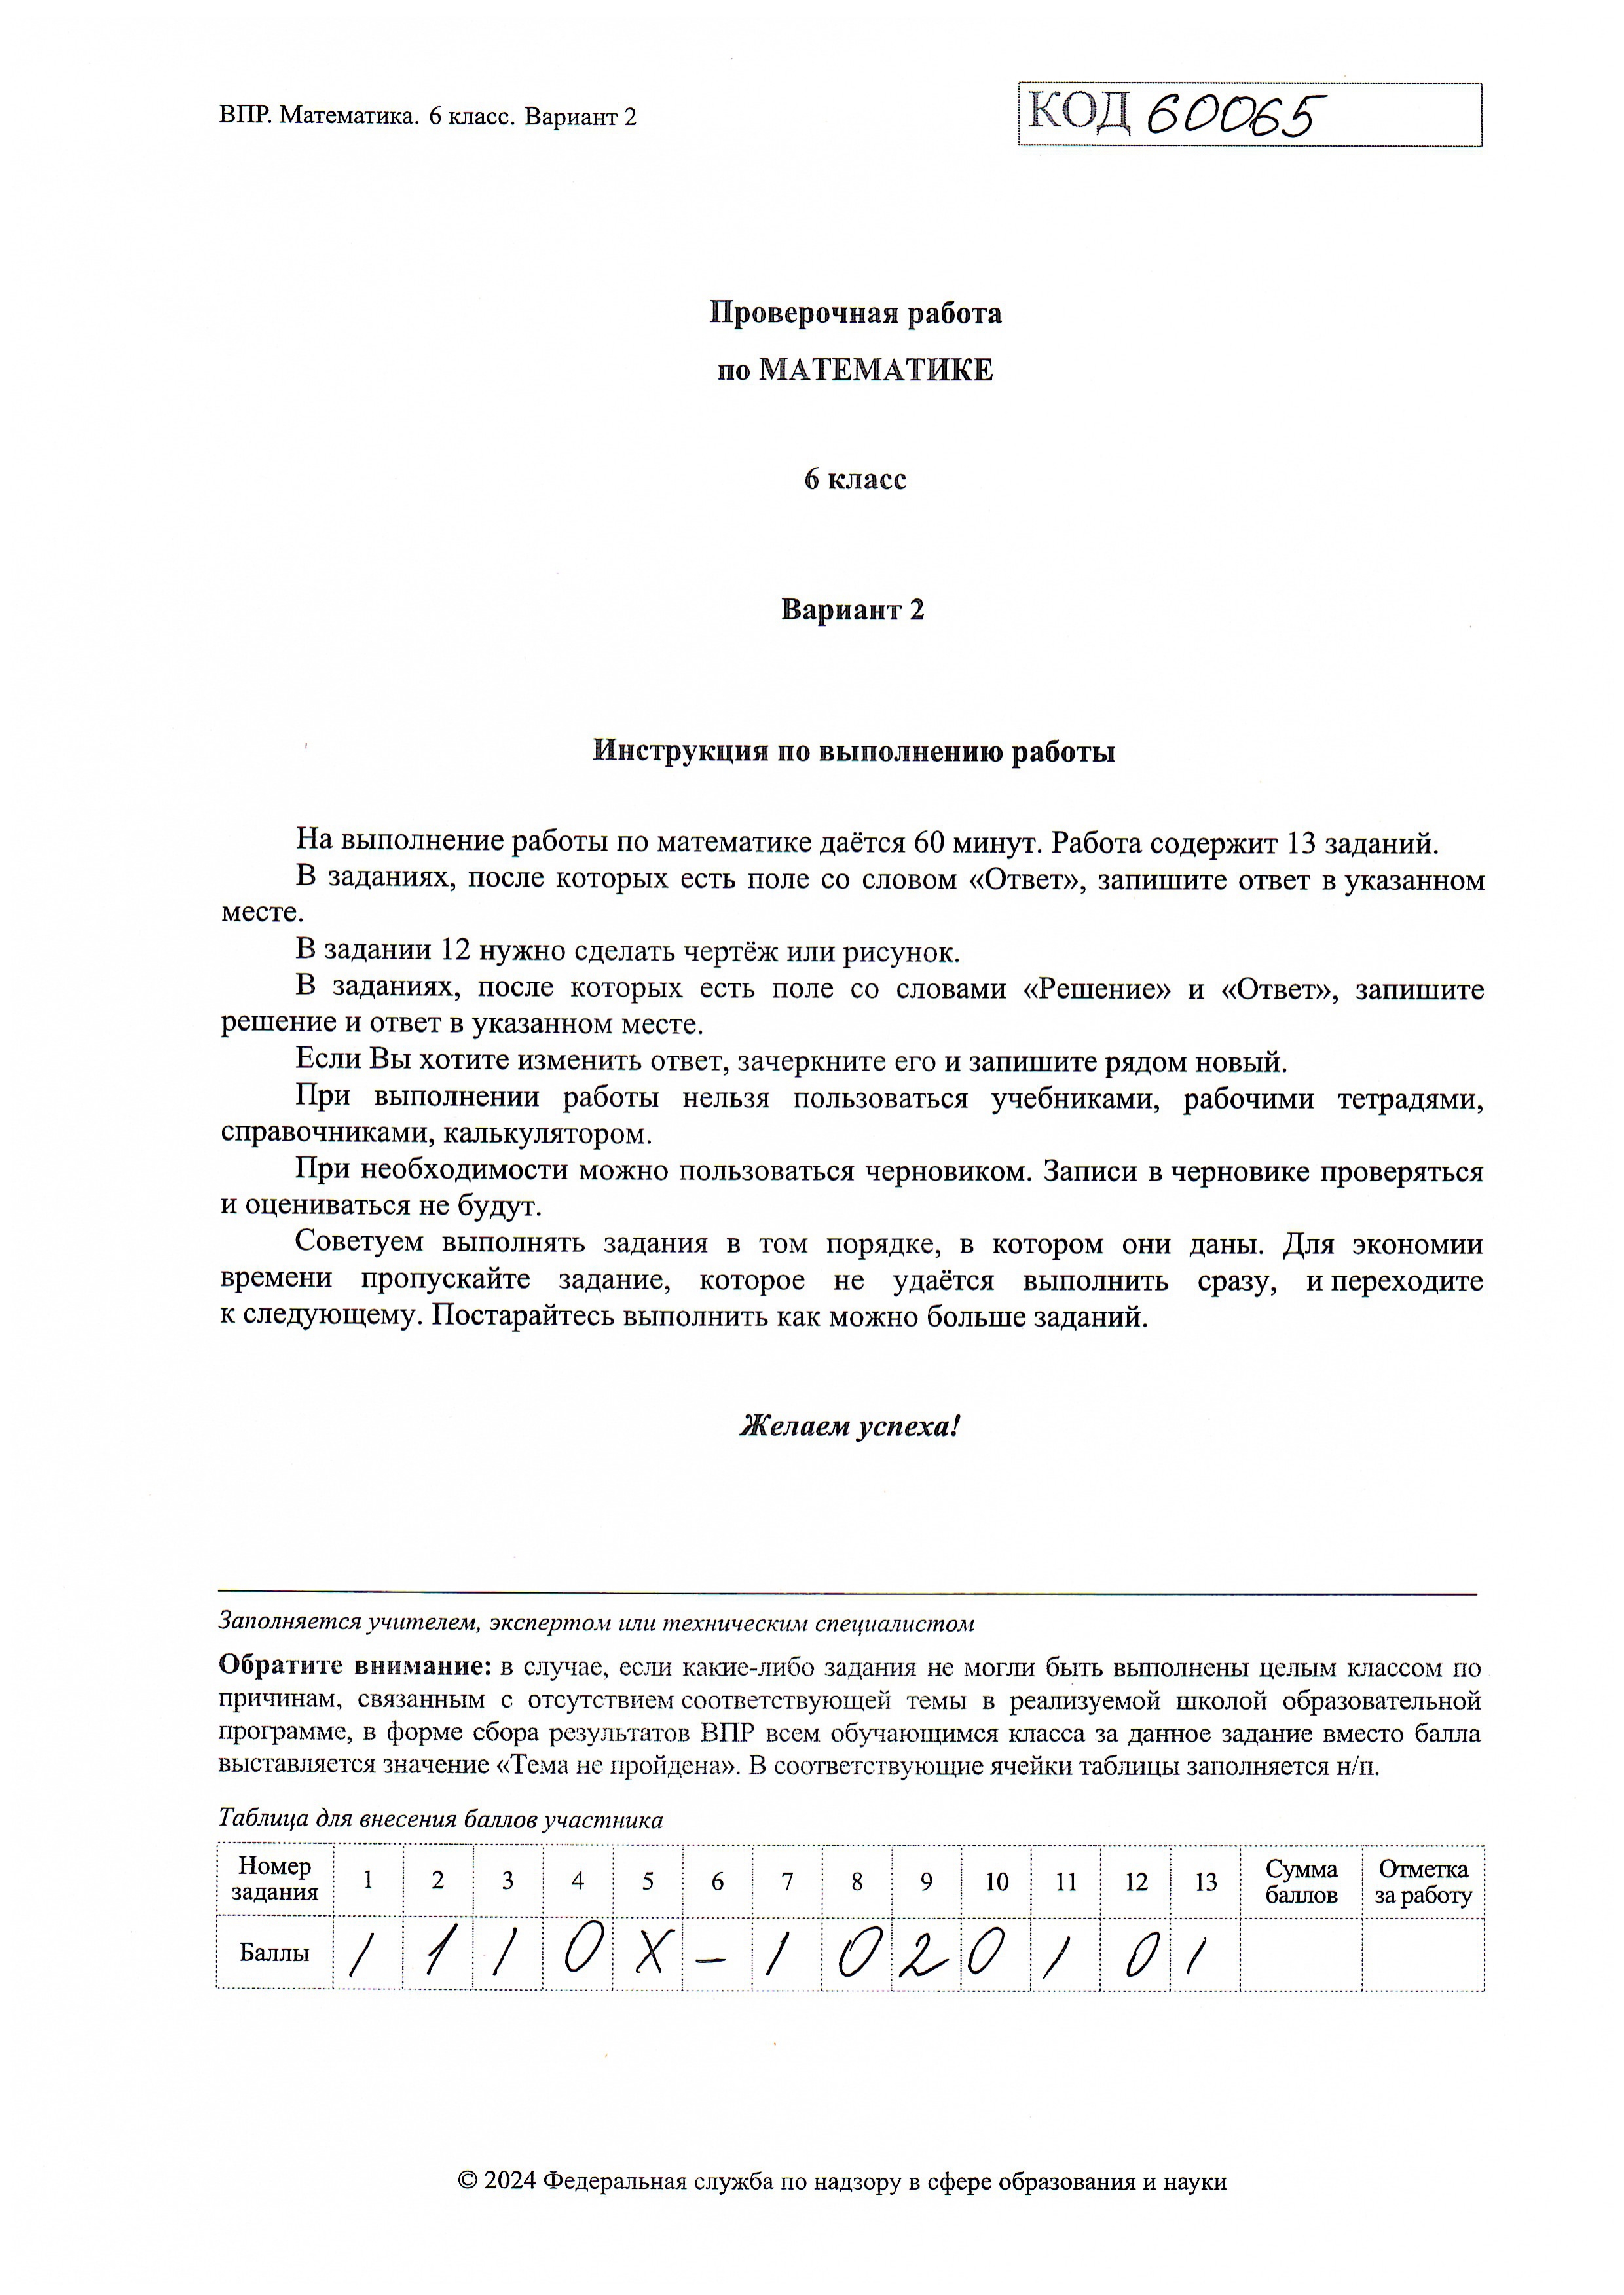 ВПР. Математика. 6 класс. Вариант 2
КОД 60065
Проверочная работа
по МАТЕМАТИКЕ
6 класс
Вариант 2
Инструкция по выполнению работы
На выполнение работы по математике даётся 60 минут. Работа содержит 13 заданий.
В заданиях, после которых есть поле со словом «Ответ», запишите ответ в указанном
месте.
В задании 12 нужно сделать чертёж или рисунок.
В заданиях, после которых есть поле со словами «Решение» и «Ответ», запишите
решение и ответ в указанном месте.
Если Вы хотите изменить ответ, зачеркните его и запишите рядом новый.
При выполнении работы нельзя пользоваться учебниками, рабочими тетрадями,
справочниками, калькулятором.
При необходимости можно пользоваться черновиком. Записи в черновике проверяться
и оцениваться не будут.
Советуем выполнять задания в том порядке, в котором они даны. Для экономии
времени пропускайте задание, которое не удаётся выполнить сразу, и переходите
к следующему. Постарайтесь выполнить как можно больше заданий.
Желаем успеха!
Заполняется учителем, экспертом или техническим специалистом
Обратите внимание: в случае, если какие-либо задания не могли быть выполнены целым классом по
причинам, связанным с отсутствием соответствующей темы в реализуемой школой образовательной
программе, в форме сбора результатов ВПР всем обучающимся класса за данное задание вместо балла
выставляется значение «Тема не пройдена». В соответствующие ячейки таблицы заполняется н/п.
Таблица для внесения баллов участника
Номер задания 1 2 3 4 5 6 7 8 9 10 11 12 13 Сумма баллов Отметка за работу
Баллы 1 1 1 0 X – 1 0 2 0 1 0 1
© 2024 Федеральная служба по надзору в сфере образования и науки